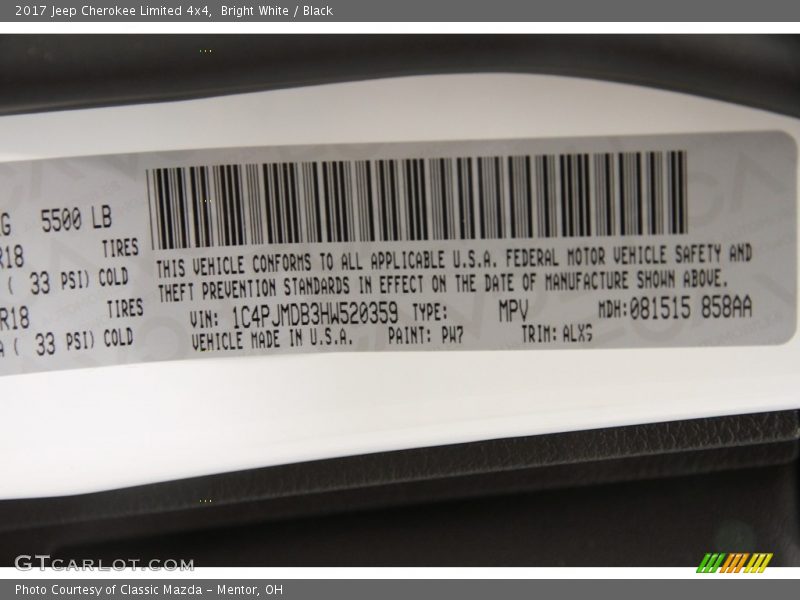 2017 Jeep Cherokee Limited 4x4, Bright White / Black
G 5500 LB
R18 TIRES
( 33 PSI) COLD
R18 TIRES
A ( 33 PSI) COLD
THIS VEHICLE CONFORMS TO ALL APPLICABLE U.S.A. FEDERAL MOTOR VEHICLE SAFETY AND
THEFT PREVENTION STANDARDS IN EFFECT ON THE DATE OF MANUFACTURE SHOWN ABOVE.
VIN: 1C4PJMDB3HW520359 TYPE: MPV MDH:081515 858AA
VEHICLE MADE IN U.S.A. PAINT: PW7 TRIM: ALX9
GTCARLOT.COM
Photo Courtesy of Classic Mazda - Mentor, OH